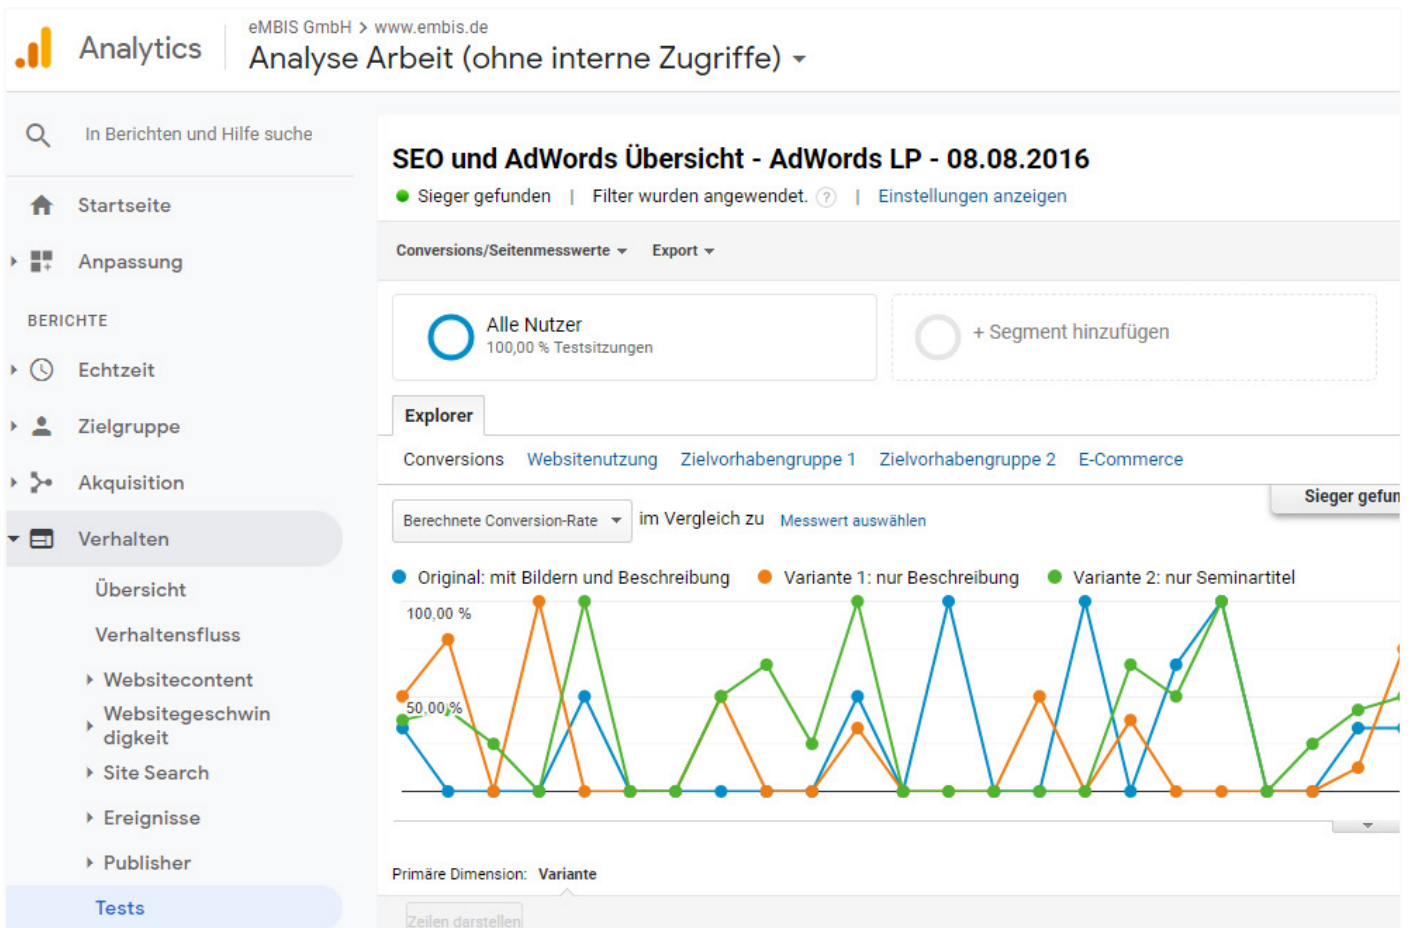 eMBIS GmbH > www.embis.de
Analytics
Analyse Arbeit (ohne interne Zugriffe)
In Berichten und Hilfe suche
Startseite
Anpassung
BERICHTE
Echtzeit
Zielgruppe
Akquisition
Verhalten
Übersicht
Verhaltensfluss
Websitecontent
Websitegeschwin
digkeit
Site Search
Ereignisse
Publisher
Tests
SEO und AdWords Übersicht - AdWords LP - 08.08.2016
Sieger gefunden | Filter wurden angewendet. ? | Einstellungen anzeigen
Conversions/Seitenmesswerte Export
Alle Nutzer
100,00 % Testsitzungen
+ Segment hinzufügen
Explorer
Conversions Websitenutzung Zielvorhabengruppe 1 Zielvorhabengruppe 2 E-Commerce
Sieger gefun
Berechnete Conversion-Rate im Vergleich zu Messwert auswählen
Original: mit Bildern und Beschreibung Variante 1: nur Beschreibung Variante 2: nur Seminartitel
100,00 %
50,00 %
Primäre Dimension: Variante
Zeilen darstellen